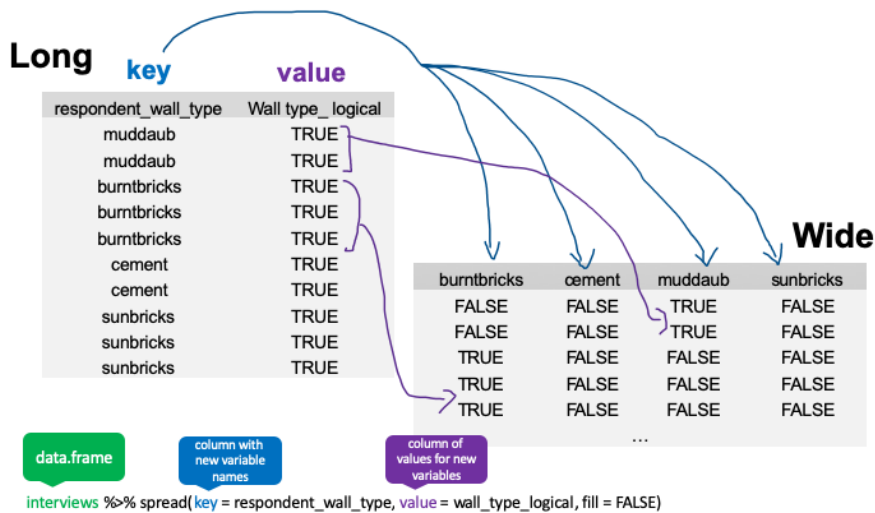 Long
key value
respondent_wall_type Wall type_ logical
muddaub TRUE
muddaub TRUE
burntbricks TRUE
burntbricks TRUE
burntbricks TRUE
cement TRUE
cement TRUE
sunbricks TRUE
sunbricks TRUE
sunbricks TRUE
Wide
burntbricks cement muddaub sunbricks
FALSE FALSE TRUE FALSE
FALSE FALSE TRUE FALSE
TRUE FALSE FALSE FALSE
TRUE FALSE FALSE FALSE
TRUE FALSE FALSE FALSE
...
data.frame
column with
new variable
names
column of
values for new
variables
interviews %>% spread(key = respondent_wall_type, value = wall_type_logical, fill = FALSE)